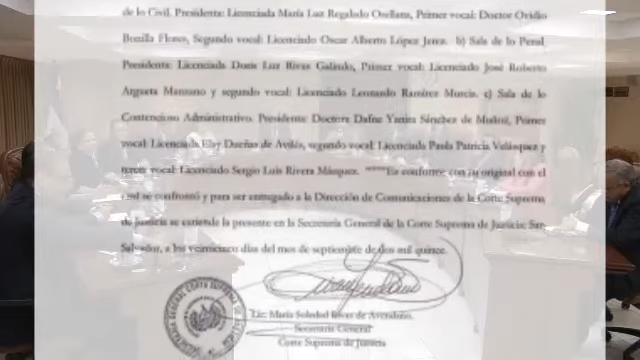 de lo Civil. Presidente: Licenciada María Luz Regalado Orellana, Primer vocal: Doctor Ovidio
Bonilla Flores, Segundo vocal: Licenciado Oscar Alberto López Jerez. b) Sala de lo Penal.
Presidenta: Licenciada Doris Luz Rivas Galindo, Primer vocal: Licenciado José Roberto
Argueta Manzano y segundo vocal: Licenciado Leonardo Ramírez Murcia. c) Sala de lo
Contencioso Administrativo. Presidenta: Doctora Dafne Yanira Sánchez de Muñoz, Primer
vocal: Licenciada Elsy Dueñas de Avilés, segundo vocal: Licenciada Paula Patricia Velásquez y
tercer vocal: Licenciado Sergio Luis Rivera Márquez. Es conforme con su original con el
cual se confrontó y para ser entregado a la Dirección de Comunicaciones de la Corte Suprema
de Justicia se extiende la presente en la Secretaría General de la Corte Suprema de Justicia; San
Salvador, a los veinticinco días del mes de septiembre de dos mil quince.
Lic. María Soledad Rivas de Avendaño.
Secretaria General
Corte Suprema de Justicia
SECRETARIA GENERAL CORTE SUPREMA DE JUSTICIA